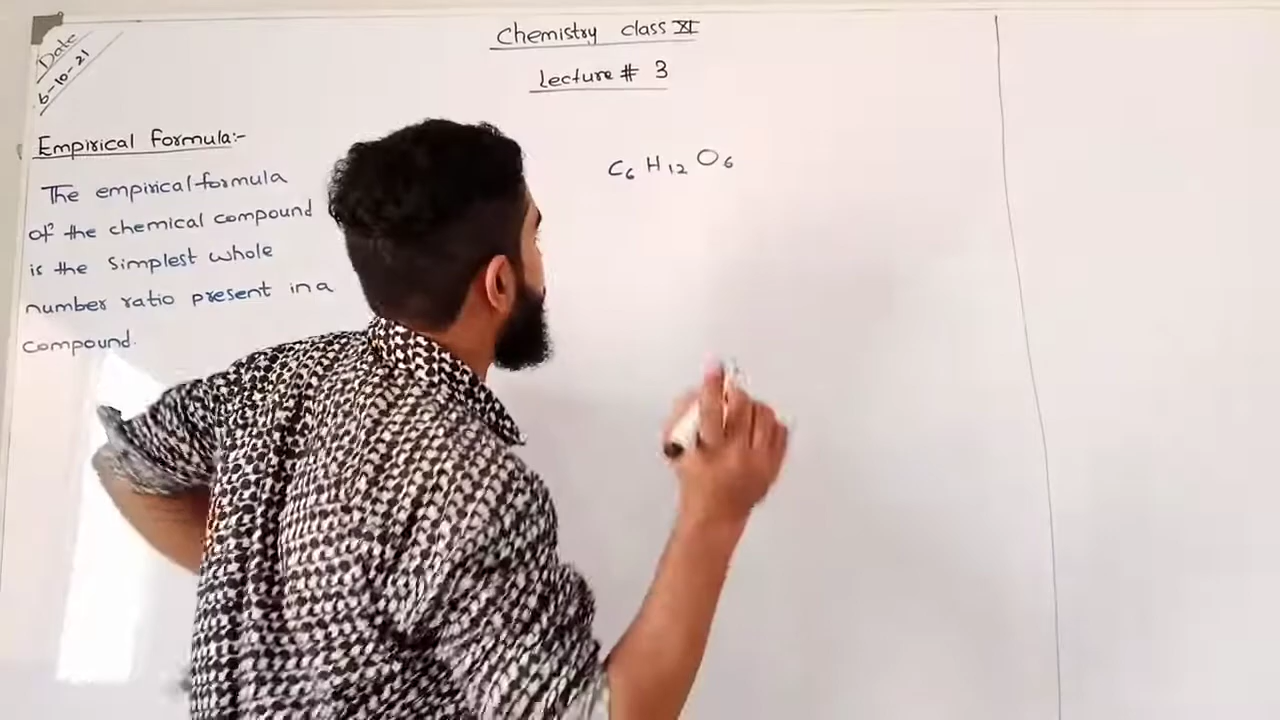 Date
6-10-21
Chemistry class XI
Lecture # 3
Empirical Formula:-
The empirical formula
of the chemical compound
is the Simplest whole
number ratio present in a
compound.
C₆ H₁₂ O₆